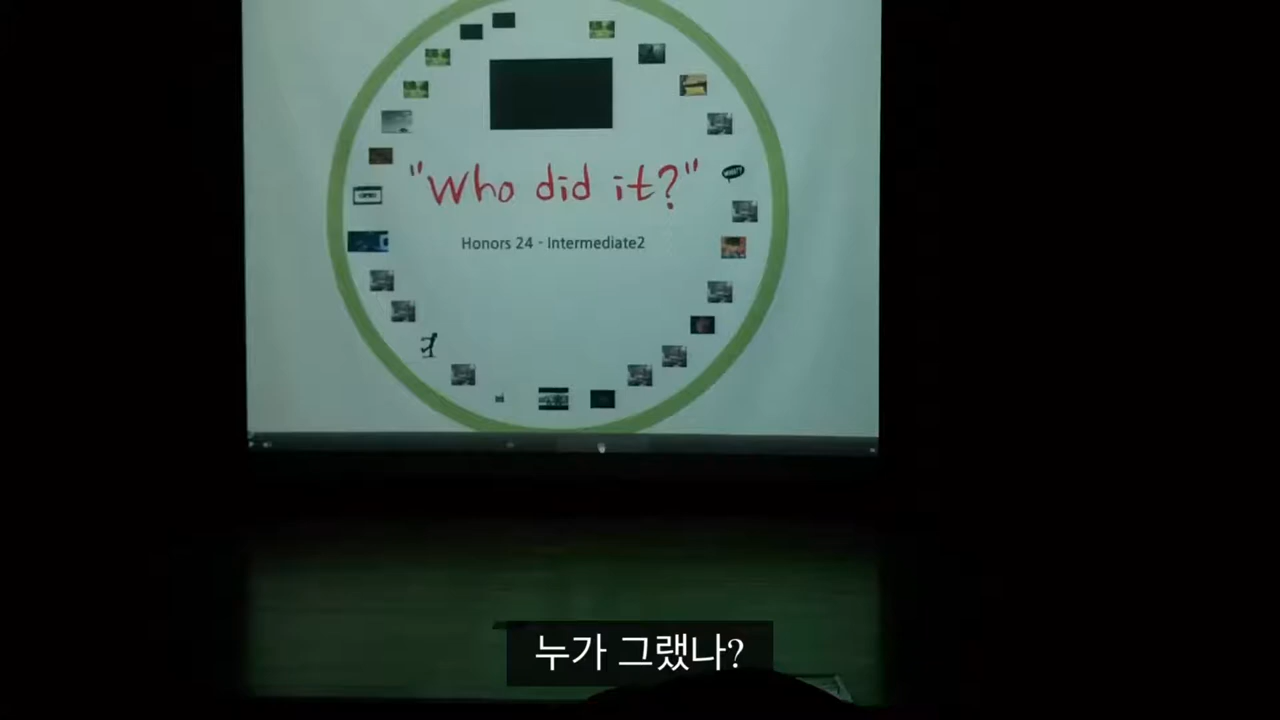 "Who did it?"
Honors 24 - Intermediate2
누가 그랬나?